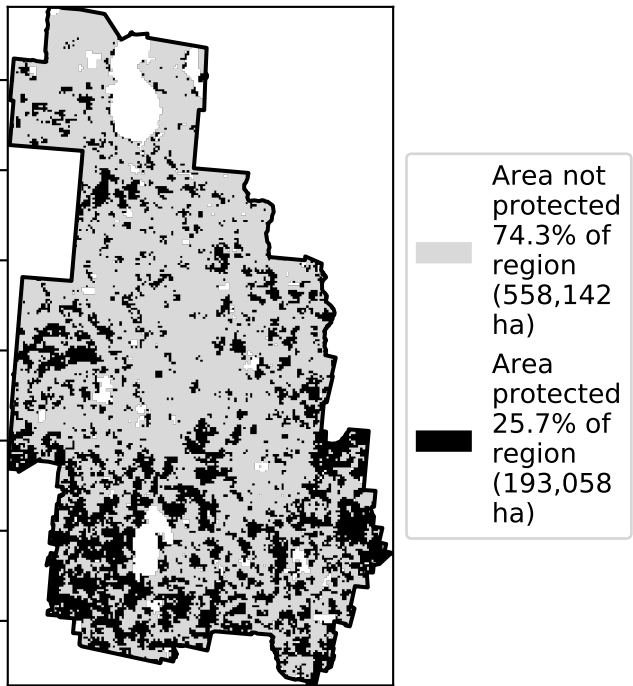 Area not
protected
74.3% of
region
(558,142
ha)
Area
protected
25.7% of
region
(193,058
ha)